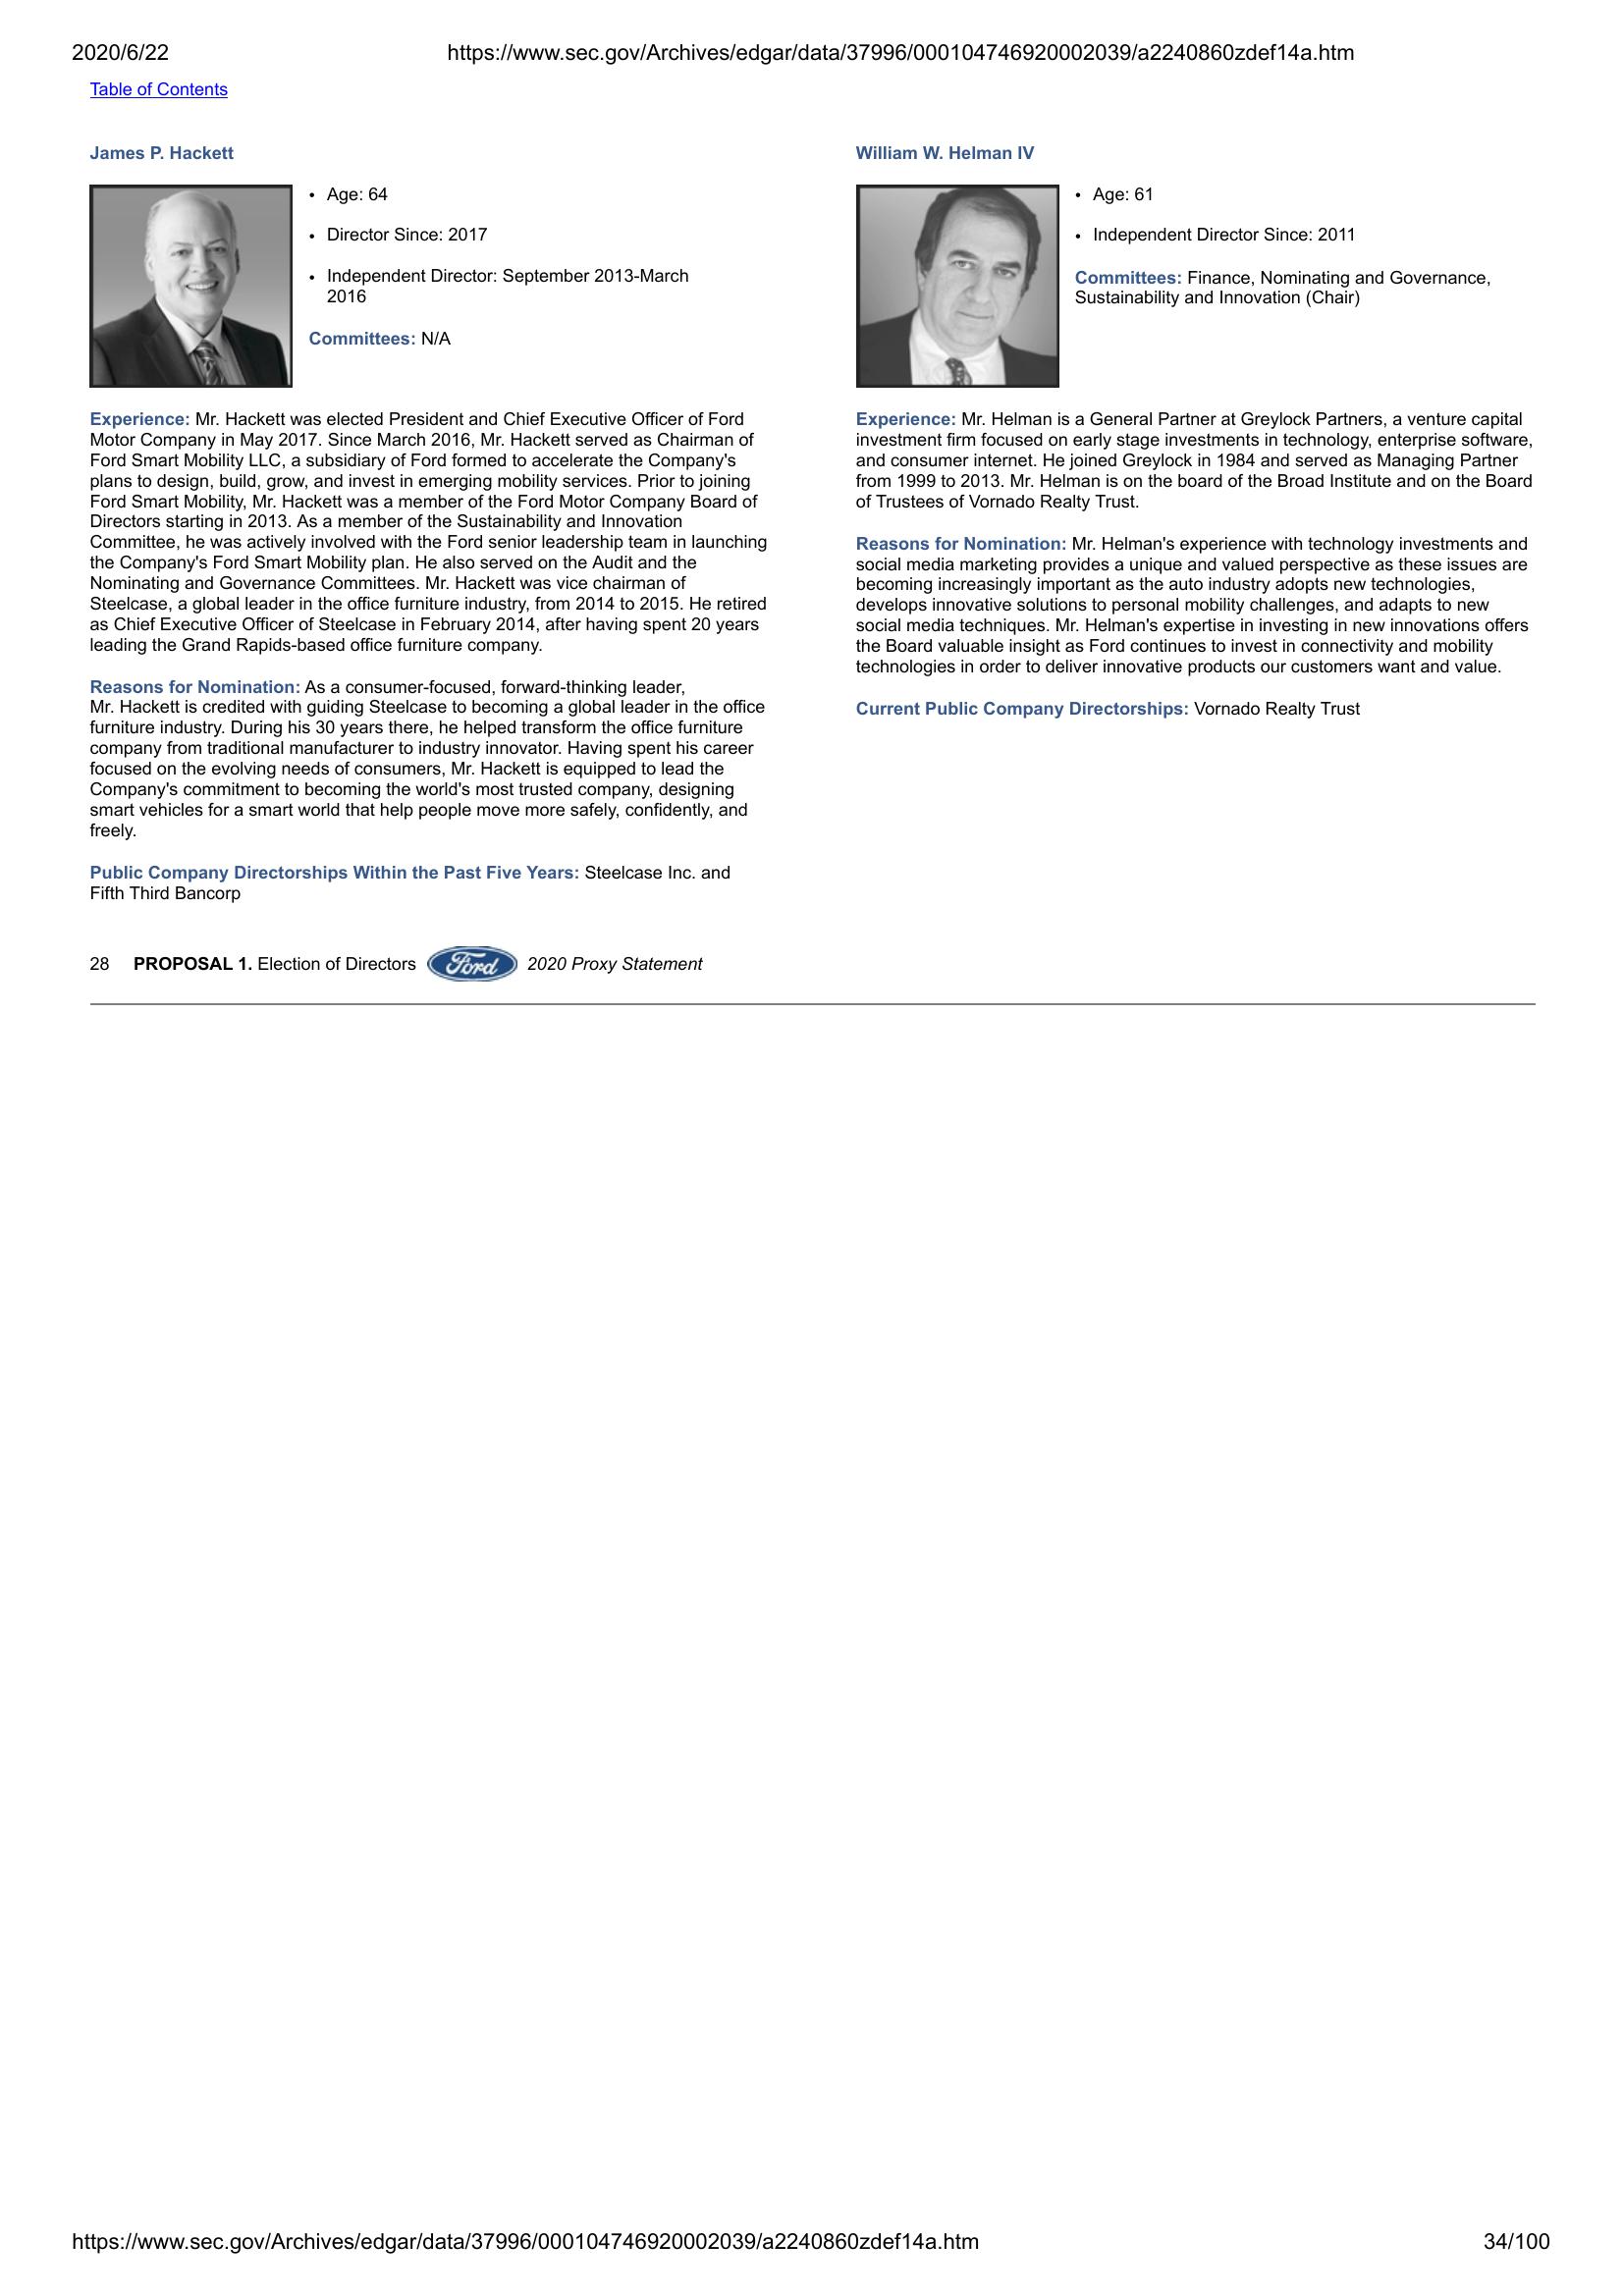 2020/6/22
https://www.sec.gov/Archives/edgar/data/37996/000104746920002039/a2240860zdef14a.htm
Table of Contents
James P. Hackett
• Age: 64
• Director Since: 2017
• Independent Director: September 2013-March
2016
Committees: N/A
Experience: Mr. Hackett was elected President and Chief Executive Officer of Ford
Motor Company in May 2017. Since March 2016, Mr. Hackett served as Chairman of
Ford Smart Mobility LLC, a subsidiary of Ford formed to accelerate the Company's
plans to design, build, grow, and invest in emerging mobility services. Prior to joining
Ford Smart Mobility, Mr. Hackett was a member of the Ford Motor Company Board of
Directors starting in 2013. As a member of the Sustainability and Innovation
Committee, he was actively involved with the Ford senior leadership team in launching
the Company's Ford Smart Mobility plan. He also served on the Audit and the
Nominating and Governance Committees. Mr. Hackett was vice chairman of
Steelcase, a global leader in the office furniture industry, from 2014 to 2015. He retired
as Chief Executive Officer of Steelcase in February 2014, after having spent 20 years
leading the Grand Rapids-based office furniture company.
Reasons for Nomination: As a consumer-focused, forward-thinking leader,
Mr. Hackett is credited with guiding Steelcase to becoming a global leader in the office
furniture industry. During his 30 years there, he helped transform the office furniture
company from traditional manufacturer to industry innovator. Having spent his career
focused on the evolving needs of consumers, Mr. Hackett is equipped to lead the
Company's commitment to becoming the world's most trusted company, designing
smart vehicles for a smart world that help people move more safely, confidently, and
freely.
Public Company Directorships Within the Past Five Years: Steelcase Inc. and
Fifth Third Bancorp
William W. Helman IV
• Age: 61
• Independent Director Since: 2011
Committees: Finance, Nominating and Governance,
Sustainability and Innovation (Chair)
Experience: Mr. Helman is a General Partner at Greylock Partners, a venture capital
investment firm focused on early stage investments in technology, enterprise software,
and consumer internet. He joined Greylock in 1984 and served as Managing Partner
from 1999 to 2013. Mr. Helman is on the board of the Broad Institute and on the Board
of Trustees of Vornado Realty Trust.
Reasons for Nomination: Mr. Helman's experience with technology investments and
social media marketing provides a unique and valued perspective as these issues are
becoming increasingly important as the auto industry adopts new technologies,
develops innovative solutions to personal mobility challenges, and adapts to new
social media techniques. Mr. Helman's expertise in investing in new innovations offers
the Board valuable insight as Ford continues to invest in connectivity and mobility
technologies in order to deliver innovative products our customers want and value.
Current Public Company Directorships: Vornado Realty Trust
28 PROPOSAL 1. Election of Directors Ford 2020 Proxy Statement
https://www.sec.gov/Archives/edgar/data/37996/000104746920002039/a2240860zdef14a.htm
34/100